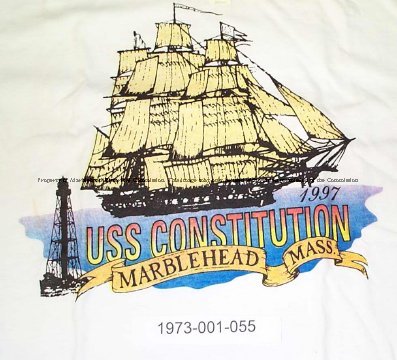 1997
USS CONSTITUTION
MARBLEHEAD MASS.
1973-001-055